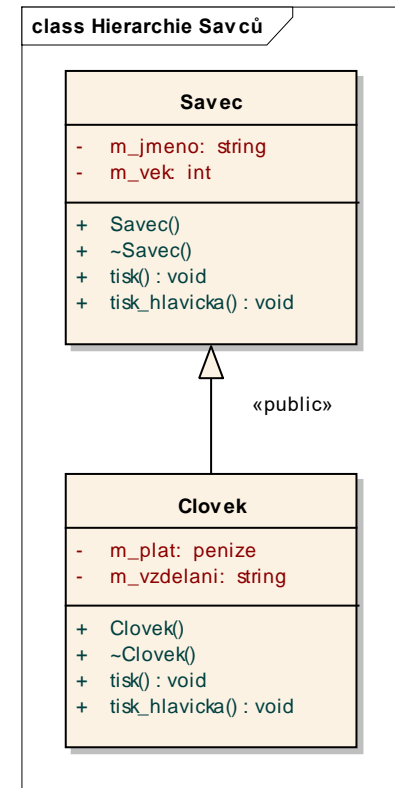 class Hierarchie Savců
Savec
- m_jmeno: string
- m_vek: int
+ Savec()
+ ~Savec()
+ tisk() : void
+ tisk_hlavicka() : void
«public»
Clovek
- m_plat: penize
- m_vzdelani: string
+ Clovek()
+ ~Clovek()
+ tisk() : void
+ tisk_hlavicka() : void